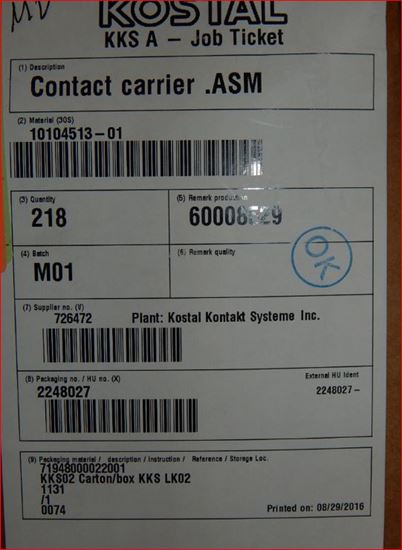 MV
KOSTAL
KKS A - Job Ticket
(1) Description
Contact carrier .ASM
(2) Material (30S)
10104513-01
(3) Quantity
218
(5) Remark production
(4) Batch
M01
(6) Remark quality
OK
(7) Supplier no. (V)
726472 Plant: Kostal Kontakt Systeme Inc.
(8) Packaging no. / HU no. (X)
External HU Ident
2248027
2248027-
(9) Packaging material / description / Instruction / Reference / Storage Loc.
71948000022001
KKS02 Carton/box KKS LK02
1131
/1
0074
Printed on: 08/29/2016